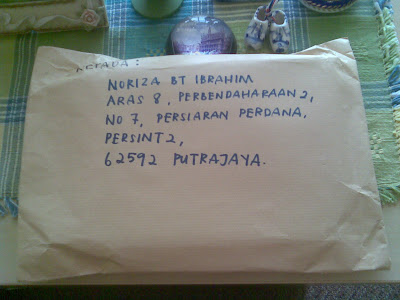 KEPADA :
NORIZA BT IBRAHIM
ARAS 8, PERBENDAHARAAN 2,
NO 7, PERSIARAN PERDANA,
PERSINT 2,
62592 PUTRAJAYA.